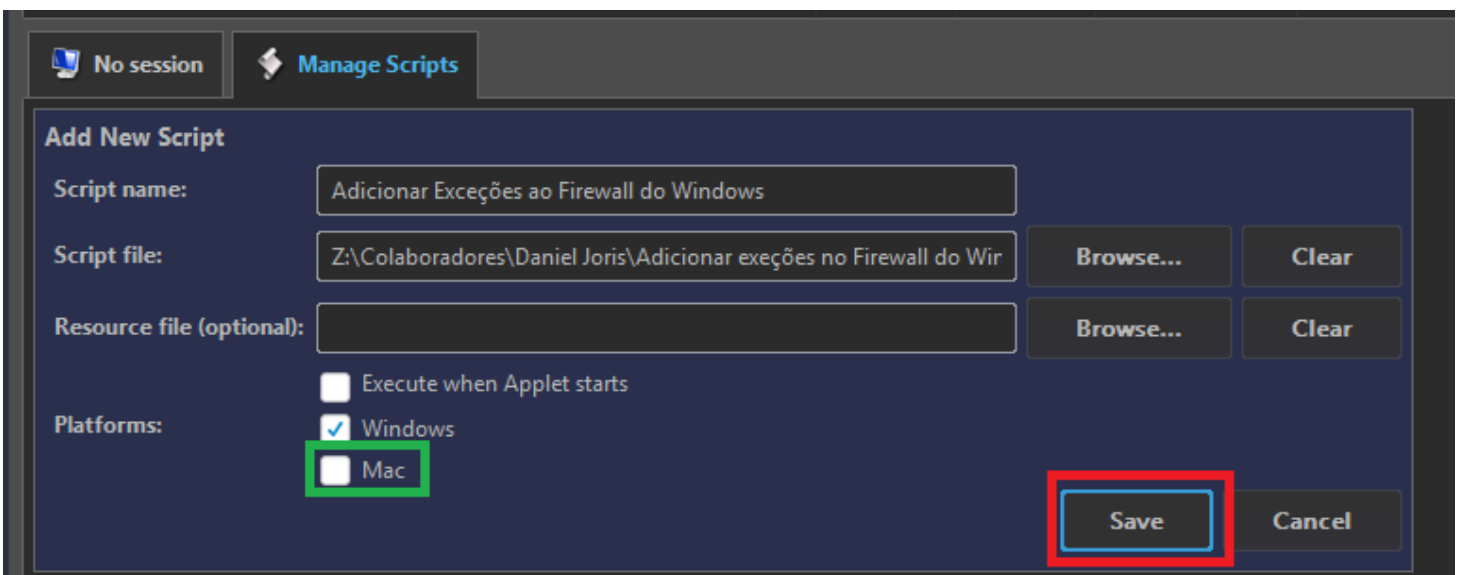 No session
Manage Scripts
Add New Script
Script name:
Adicionar Exceções ao Firewall do Windows
Script file:
Z:\Colaboradores\Daniel Joris\Adicionar exeções no Firewall do Wir
Browse...
Clear
Resource file (optional):
Browse...
Clear
Execute when Applet starts
Platforms:
Windows
Mac
Save
Cancel